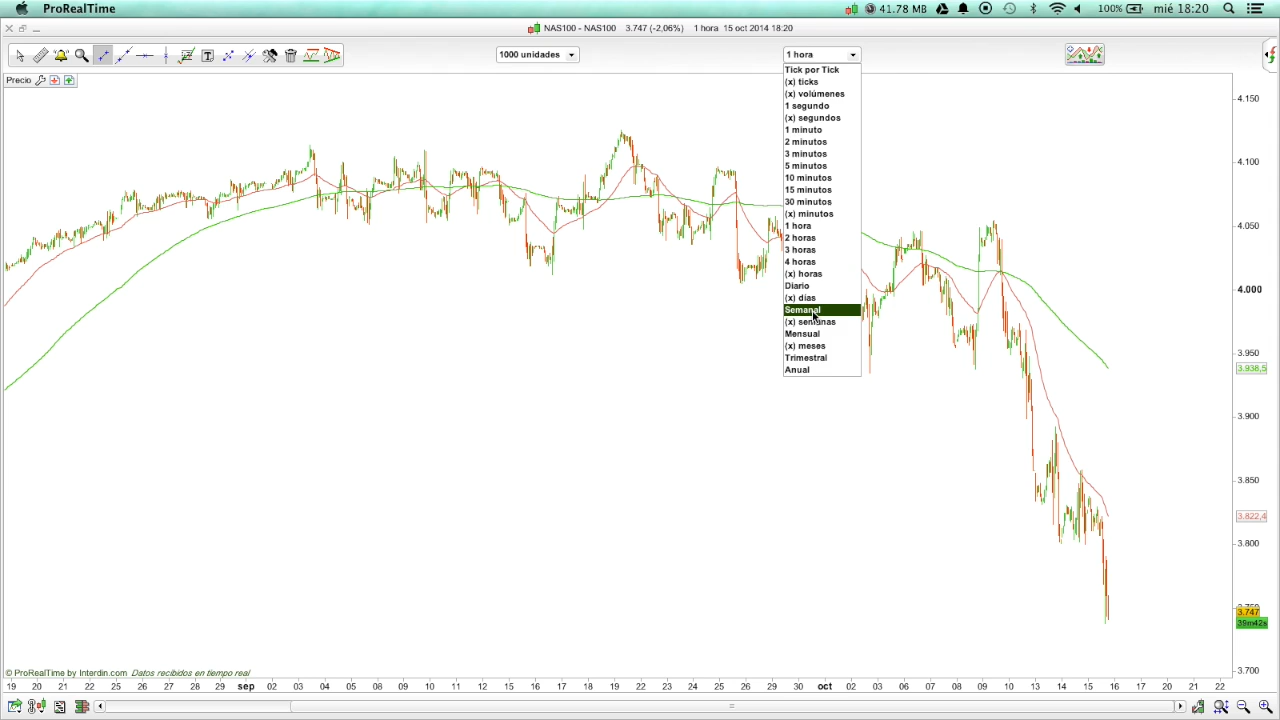 ProRealTime
41.78 MB
100%
mié 18:20
NAS100 - NAS100 3.747 (-2,06%) 1 hora 15 oct 2014 18:20
1000 unidades
1 hora
Precio
Tick por Tick
(x) ticks
(x) volúmenes
1 segundo
(x) segundos
1 minuto
2 minutos
3 minutos
5 minutos
10 minutos
15 minutos
30 minutos
(x) minutos
1 hora
2 horas
3 horas
4 horas
(x) horas
Diario
(x) días
Semanal
(x) semanas
Mensual
(x) meses
Trimestral
Anual
4.150
4.100
4.050
4.000
3.950
3.938,5
3.900
3.850
3.822,4
3.800
3.747
39m42s
3.700
© ProRealTime by Interdin.com Datos recibidos en tiempo real
19 20 21 22 25 26 27 28 29 sep 02 03 04 05 08 09 10 11 12 15 16 17 18 19 22 23 24 25 26 29 30 oct 02 03 06 07 08 09 10 13 14 15 16 17 20 21 22